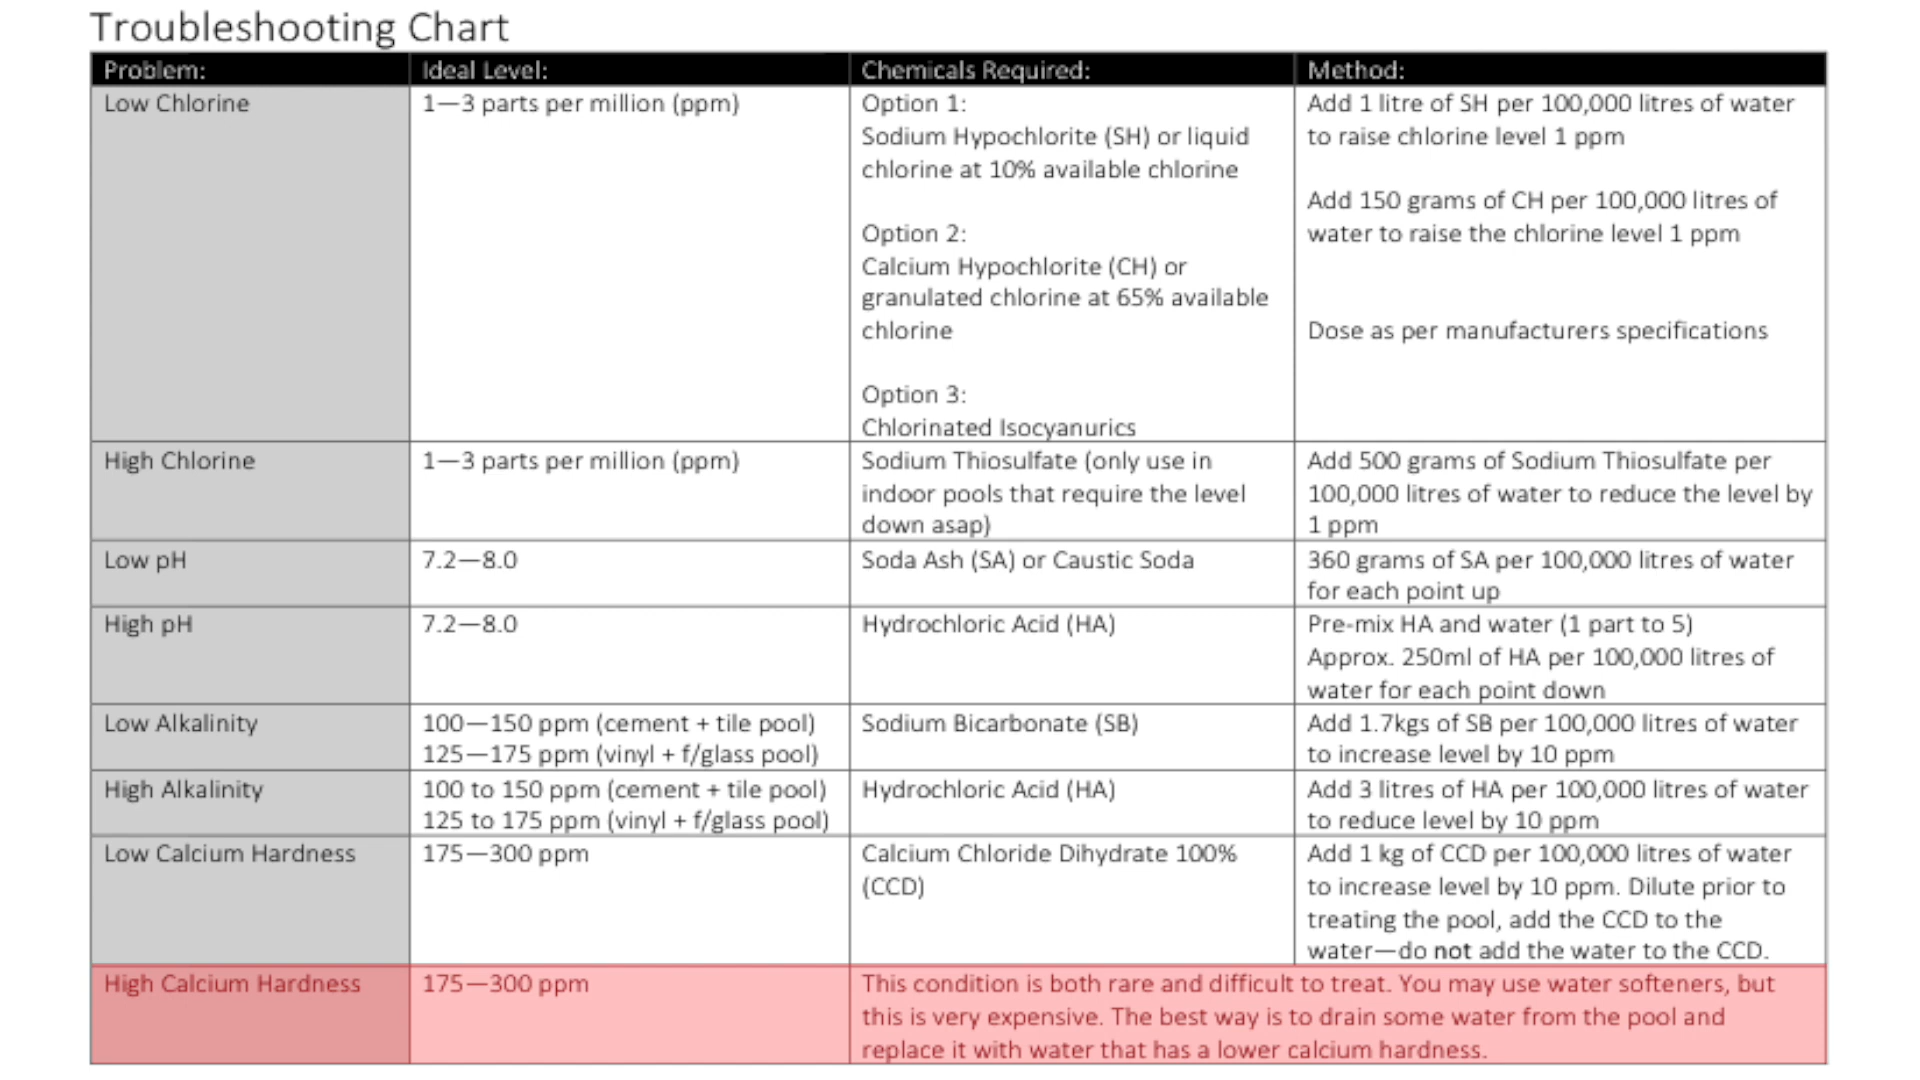 Troubleshooting Chart
Problem:
Ideal Level:
Chemicals Required:
Method:
Low Chlorine
1—3 parts per million (ppm)
Option 1:
Sodium Hypochlorite (SH) or liquid
chlorine at 10% available chlorine
Option 2:
Calcium Hypochlorite (CH) or
granulated chlorine at 65% available
chlorine
Option 3:
Chlorinated Isocyanurics
Add 1 litre of SH per 100,000 litres of water
to raise chlorine level 1 ppm
Add 150 grams of CH per 100,000 litres of
water to raise the chlorine level 1 ppm
Dose as per manufacturers specifications
High Chlorine
1—3 parts per million (ppm)
Sodium Thiosulfate (only use in
indoor pools that require the level
down asap)
Add 500 grams of Sodium Thiosulfate per
100,000 litres of water to reduce the level by
1 ppm
Low pH
7.2—8.0
Soda Ash (SA) or Caustic Soda
360 grams of SA per 100,000 litres of water
for each point up
High pH
7.2—8.0
Hydrochloric Acid (HA)
Pre-mix HA and water (1 part to 5)
Approx. 250ml of HA per 100,000 litres of
water for each point down
Low Alkalinity
100—150 ppm (cement + tile pool)
125—175 ppm (vinyl + f/glass pool)
Sodium Bicarbonate (SB)
Add 1.7kgs of SB per 100,000 litres of water
to increase level by 10 ppm
High Alkalinity
100 to 150 ppm (cement + tile pool)
125 to 175 ppm (vinyl + f/glass pool)
Hydrochloric Acid (HA)
Add 3 litres of HA per 100,000 litres of water
to reduce level by 10 ppm
Low Calcium Hardness
175—300 ppm
Calcium Chloride Dihydrate 100%
(CCD)
Add 1 kg of CCD per 100,000 litres of water
to increase level by 10 ppm. Dilute prior to
treating the pool, add the CCD to the
water—do not add the water to the CCD.
High Calcium Hardness
175—300 ppm
This condition is both rare and difficult to treat. You may use water softeners, but
this is very expensive. The best way is to drain some water from the pool and
replace it with water that has a lower calcium hardness.